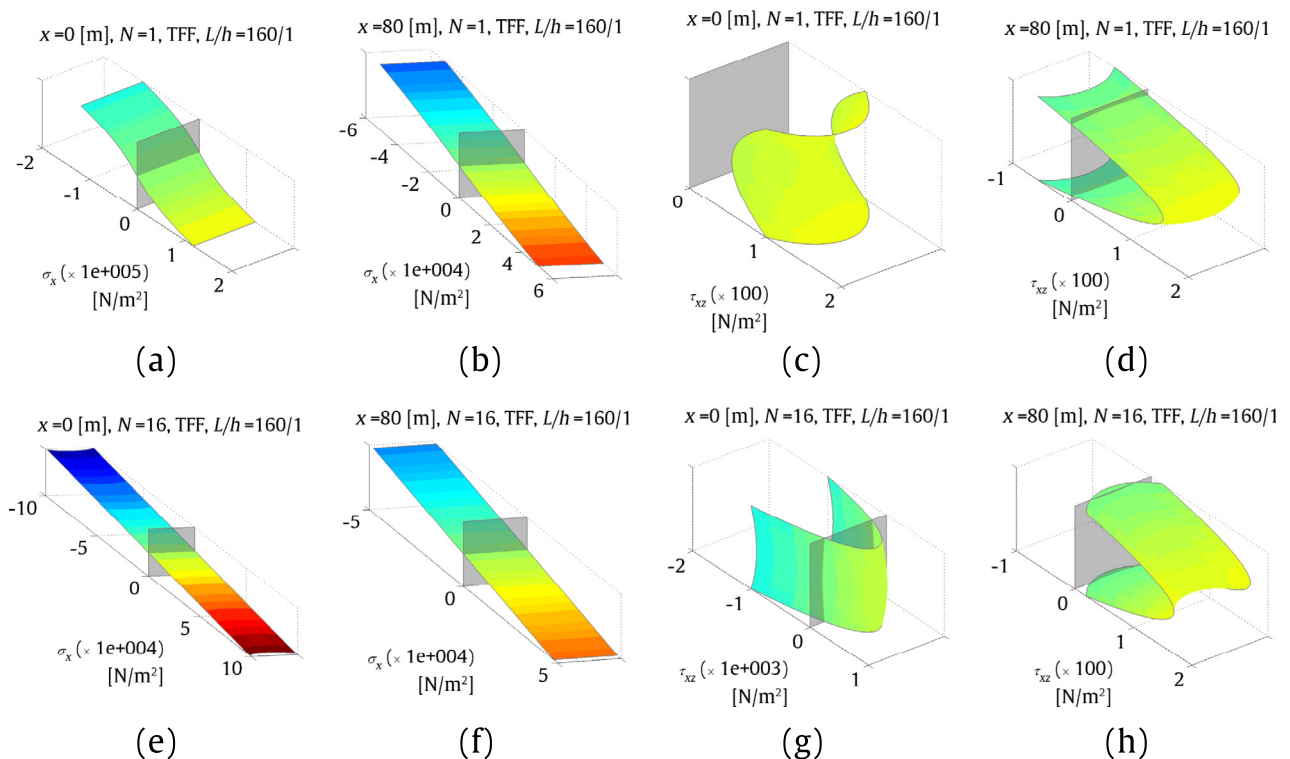 x=0 [m], N=1, TFF, L/h=160/1
-2
-1
0
1
2
σx (× 1e+005)
[N/m²]
(a)
x=80 [m], N=1, TFF, L/h=160/1
-6
-4
-2
0
2
4
6
σx (× 1e+004)
[N/m²]
(b)
x=0 [m], N=1, TFF, L/h=160/1
0
1
2
τxz (× 100)
[N/m²]
(c)
x=80 [m], N=1, TFF, L/h=160/1
-1
0
1
2
τxz (× 100)
[N/m²]
(d)
x=0 [m], N=16, TFF, L/h=160/1
-10
-5
0
5
10
σx (× 1e+004)
[N/m²]
(e)
x=80 [m], N=16, TFF, L/h=160/1
-5
0
5
σx (× 1e+004)
[N/m²]
(f)
x=0 [m], N=16, TFF, L/h=160/1
-2
-1
0
1
τxz (× 1e+003)
[N/m²]
(g)
x=80 [m], N=16, TFF, L/h=160/1
-1
0
1
2
τxz (× 100)
[N/m²]
(h)